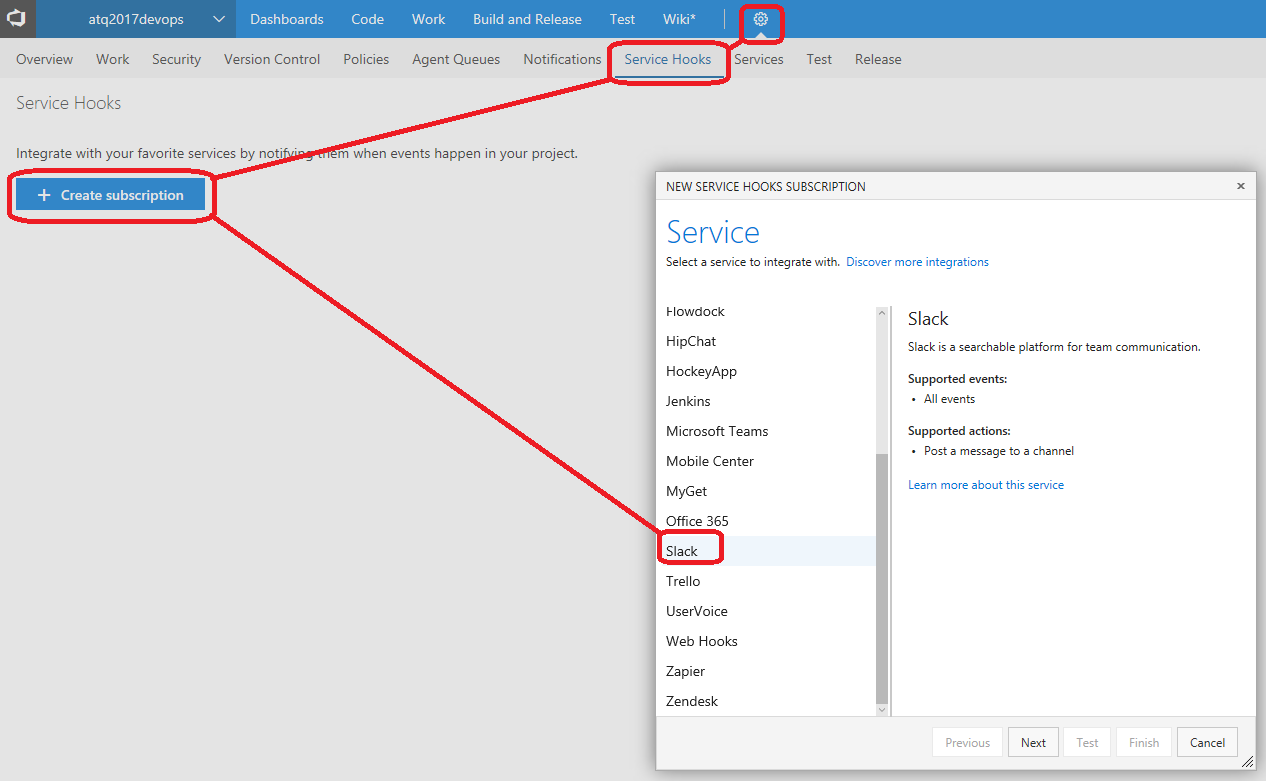 atq2017devops Dashboards Code Work Build and Release Test Wiki*
Overview Work Security Version Control Policies Agent Queues Notifications Service Hooks Services Test Release
Service Hooks
Integrate with your favorite services by notifying them when events happen in your project.
+ Create subscription
NEW SERVICE HOOKS SUBSCRIPTION
Service
Select a service to integrate with. Discover more integrations
Flowdock
HipChat
HockeyApp
Jenkins
Microsoft Teams
Mobile Center
MyGet
Office 365
Slack
Trello
UserVoice
Web Hooks
Zapier
Zendesk
Slack
Slack is a searchable platform for team communication.
Supported events:
• All events
Supported actions:
• Post a message to a channel
Learn more about this service
Previous Next Test Finish Cancel